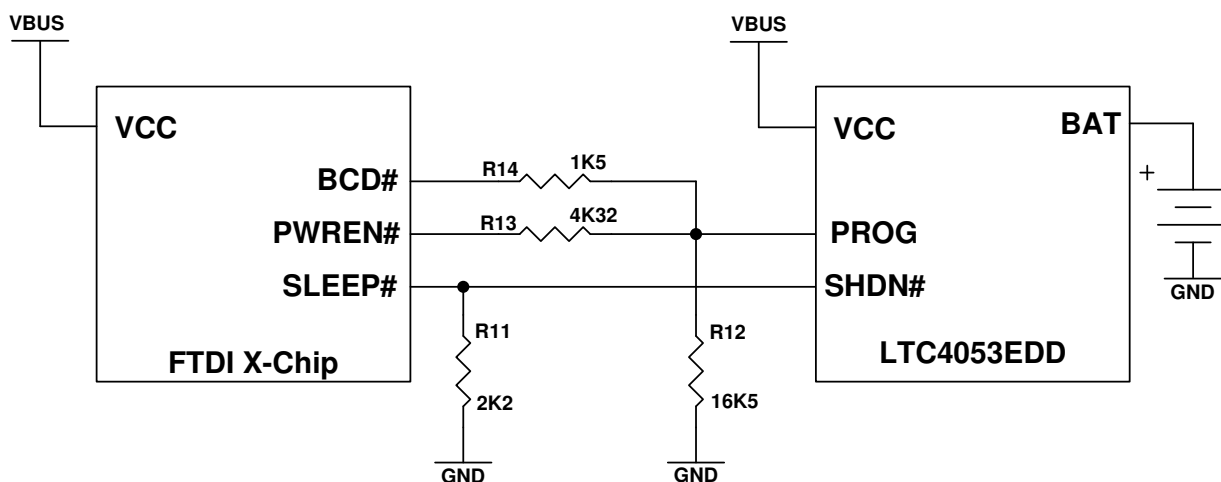 VBUS
VBUS
VCC
VCC
BAT
+
R14
1K5
BCD#
R13
4K32
PWREN#
PROG
SLEEP#
SHDN#
GND
R11
R12
FTDI X-Chip
LTC4053EDD
2K2
16K5
GND
GND